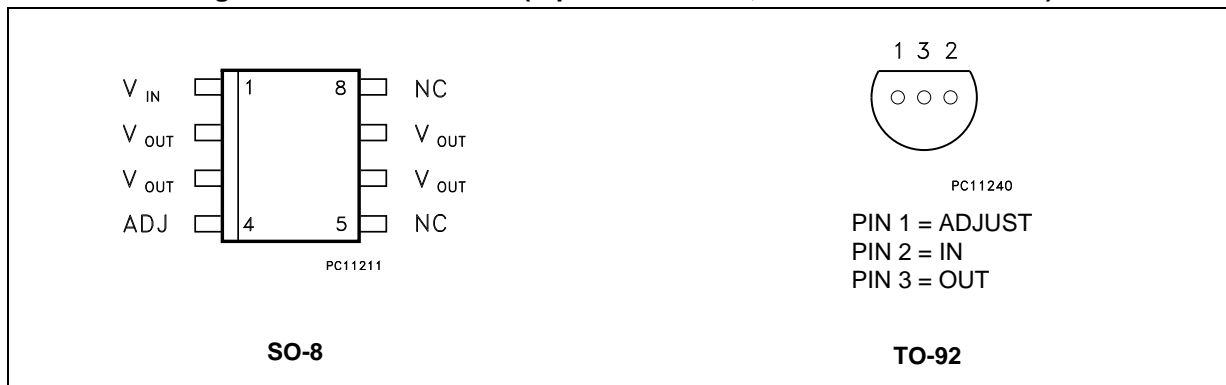 V IN 1 8 NC
V OUT V OUT
V OUT V OUT
ADJ 4 5 NC
PC11211
SO-8
1 3 2
PC11240
PIN 1 = ADJUST
PIN 2 = IN
PIN 3 = OUT
TO-92